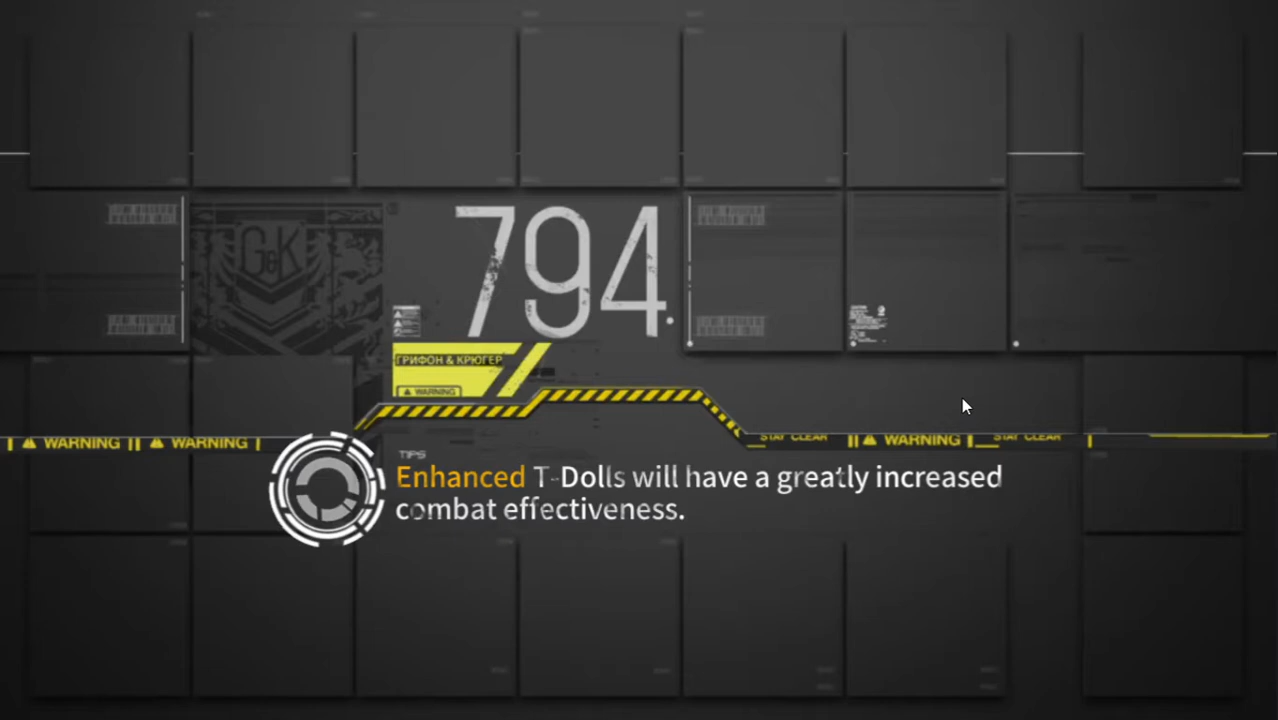 G&K
794.
ГРИФОН & КРЮГЕР
WARNING
WARNING
WARNING
STAY CLEAR
WARNING
STAY CLEAR
TIPS
Enhanced T-Dolls will have a greatly increased
combat effectiveness.